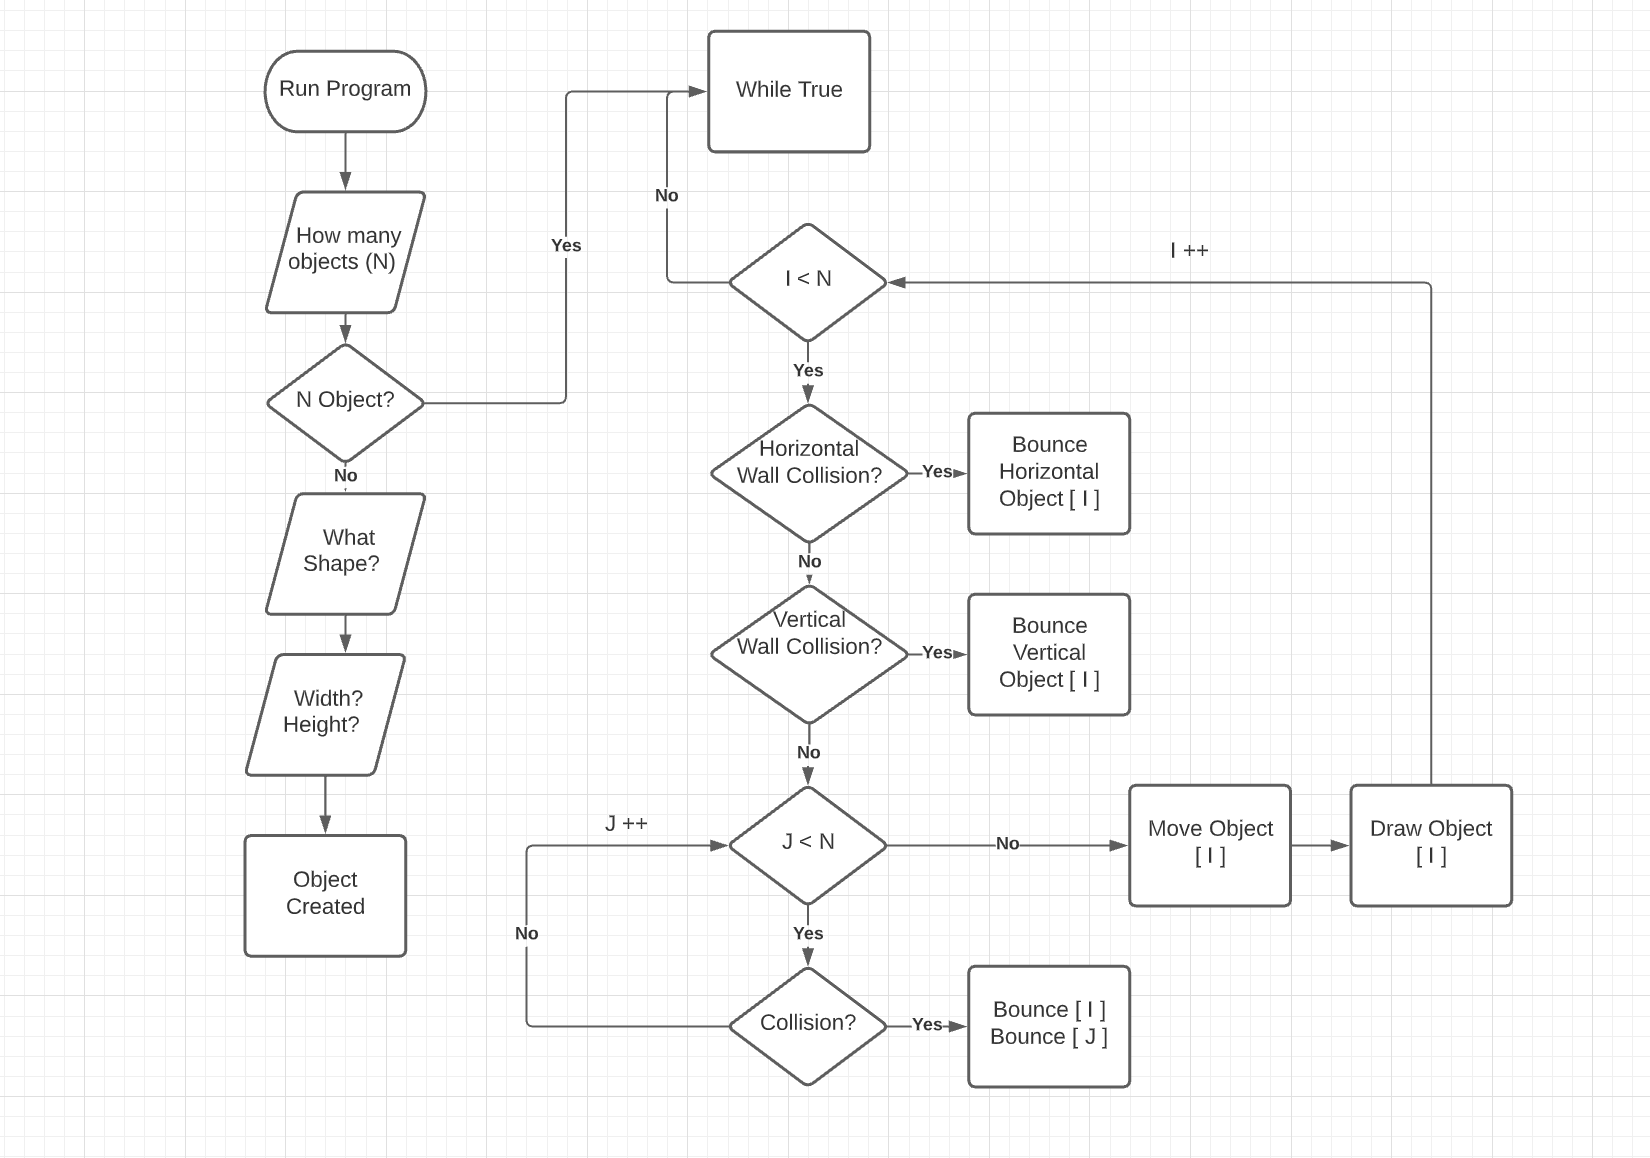 Run Program
How many
objects (N)
N Object?
Yes
No
What
Shape?
Width?
Height?
Object
Created
While True
No
I < N
I ++
Yes
Horizontal
Wall Collision?
Yes
Bounce
Horizontal
Object [ I ]
No
Vertical
Wall Collision?
Yes
Bounce
Vertical
Object [ I ]
No
J ++
J < N
No
Move Object
[ I ]
Draw Object
[ I ]
Yes
No
Collision?
Yes
Bounce [ I ]
Bounce [ J ]